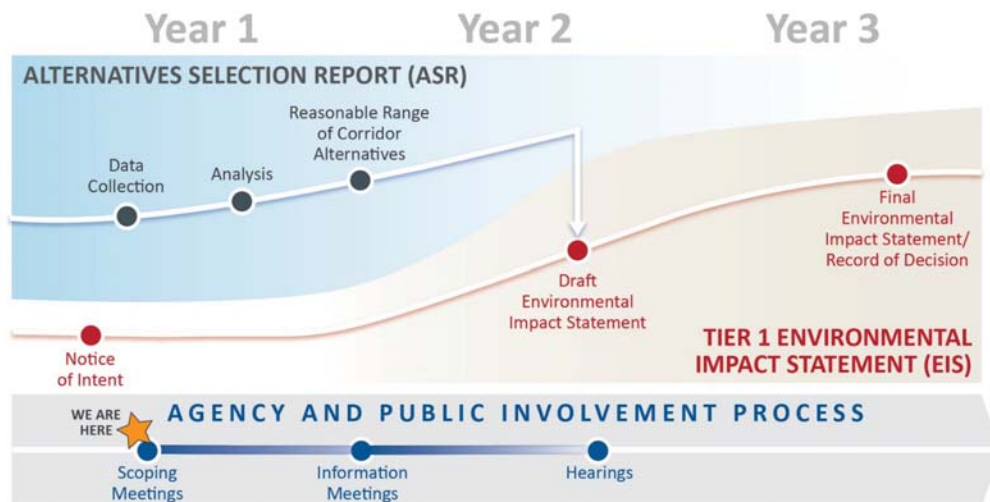 Year 1
Year 2
Year 3
ALTERNATIVES SELECTION REPORT (ASR)
Data
Collection
Analysis
Reasonable Range
of Corridor
Alternatives
Notice
of Intent
Draft
Environmental
Impact Statement
Final
Environmental
Impact Statement/
Record of Decision
TIER 1 ENVIRONMENTAL
IMPACT STATEMENT (EIS)
WE ARE
HERE
AGENCY AND PUBLIC INVOLVEMENT PROCESS
Scoping
Meetings
Information
Meetings
Hearings